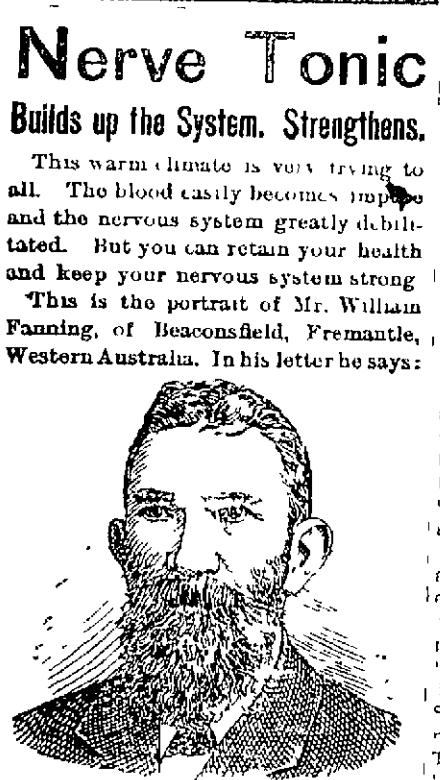 Nerve Tonic
Builds up the System. Strengthens.
This warm climate is very trying to
all. The blood easily becomes impure
and the nervous system greatly debili-
tated. But you can retain your health
and keep your nervous system strong
This is the portrait of Mr. William
Fanning, of Beaconsfield, Fremantle,
Western Australia. In his letter he says: